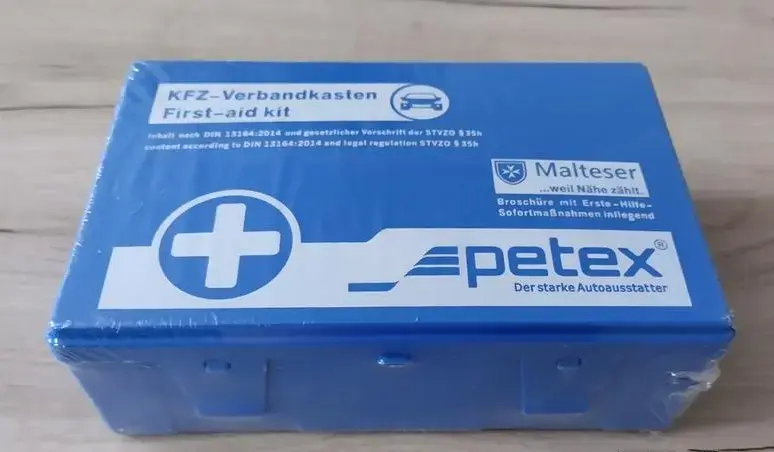 KFZ-Verbandkasten
First-aid kit
Inhalt nach DIN 13164:2014 und gesetzlicher Vorschrift der STVZO § 35h
content according to DIN 13164:2014 and legal regulation STVZO § 35h
Malteser
...weil Nähe zählt.
Broschüre mit Erste-Hilfe-
Sofortmaßnahmen inliegend
petex®
Der starke Autoausstatter